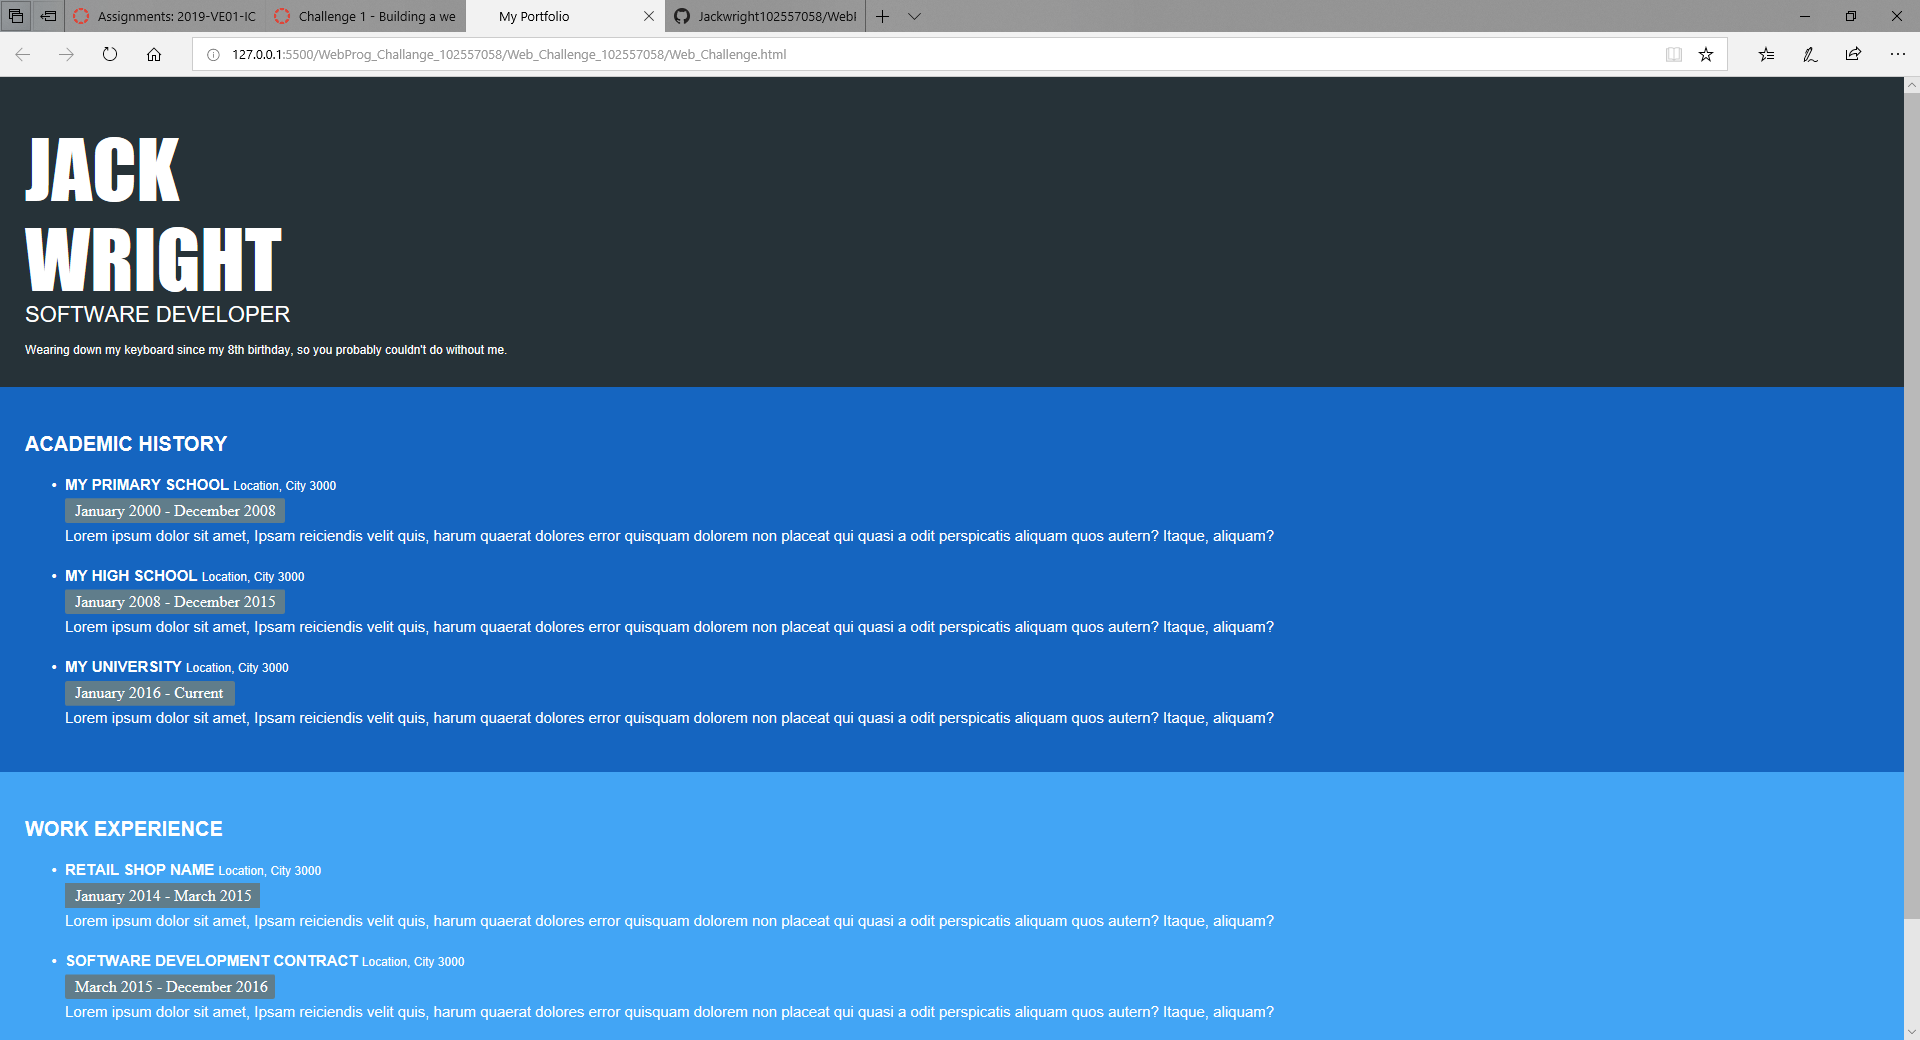 Assignments: 2019-VE01-IC
Challenge 1 - Building a we
My Portfolio
Jackwright102557058/WebP
127.0.0.1:5500/WebProg_Challange_102557058/Web_Challenge_102557058/Web_Challenge.html
JACK
WRIGHT
SOFTWARE DEVELOPER
Wearing down my keyboard since my 8th birthday, so you probably couldn't do without me.
ACADEMIC HISTORY
• MY PRIMARY SCHOOL Location, City 3000
January 2000 - December 2008
Lorem ipsum dolor sit amet, Ipsam reiciendis velit quis, harum quaerat dolores error quisquam dolorem non placeat qui quasi a odit perspicatis aliquam quos autern? Itaque, aliquam?
• MY HIGH SCHOOL Location, City 3000
January 2008 - December 2015
Lorem ipsum dolor sit amet, Ipsam reiciendis velit quis, harum quaerat dolores error quisquam dolorem non placeat qui quasi a odit perspicatis aliquam quos autern? Itaque, aliquam?
• MY UNIVERSITY Location, City 3000
January 2016 - Current
Lorem ipsum dolor sit amet, Ipsam reiciendis velit quis, harum quaerat dolores error quisquam dolorem non placeat qui quasi a odit perspicatis aliquam quos autern? Itaque, aliquam?
WORK EXPERIENCE
• RETAIL SHOP NAME Location, City 3000
January 2014 - March 2015
Lorem ipsum dolor sit amet, Ipsam reiciendis velit quis, harum quaerat dolores error quisquam dolorem non placeat qui quasi a odit perspicatis aliquam quos autern? Itaque, aliquam?
• SOFTWARE DEVELOPMENT CONTRACT Location, City 3000
March 2015 - December 2016
Lorem ipsum dolor sit amet, Ipsam reiciendis velit quis, harum quaerat dolores error quisquam dolorem non placeat qui quasi a odit perspicatis aliquam quos autern? Itaque, aliquam?